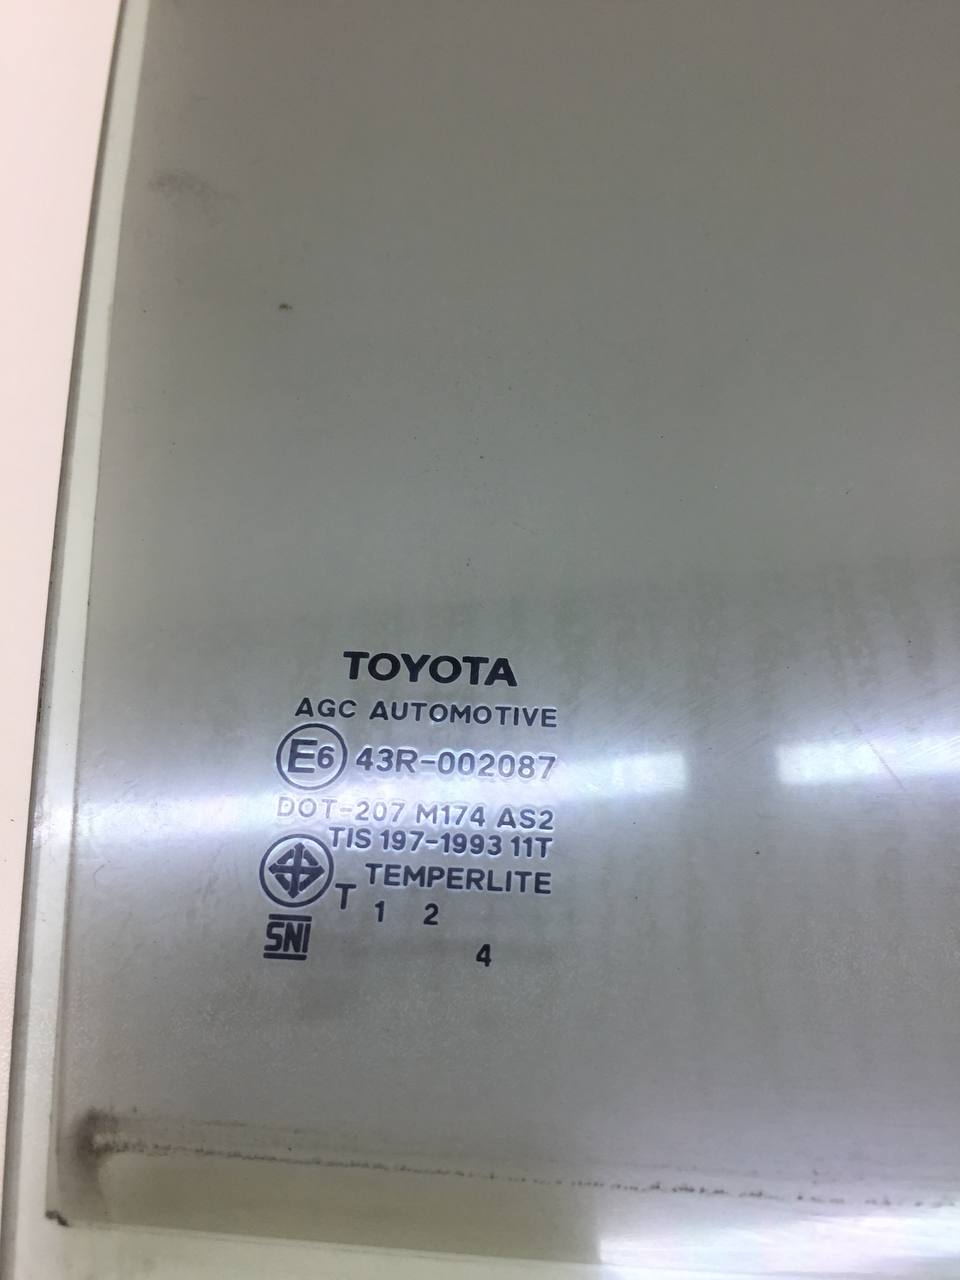 TOYOTA
AGC AUTOMOTIVE
E6 43R-002087
DOT-207 M174 AS2
TIS 197-1993 11T
TEMPERLITE
T 1 2
SNI
4